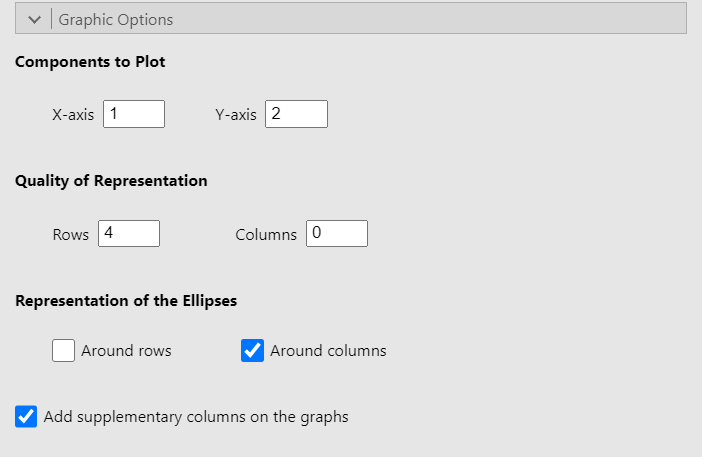 Graphic Options
Components to Plot
X-axis 1 Y-axis 2
Quality of Representation
Rows 4 Columns 0
Representation of the Ellipses
Around rows Around columns
Add supplementary columns on the graphs